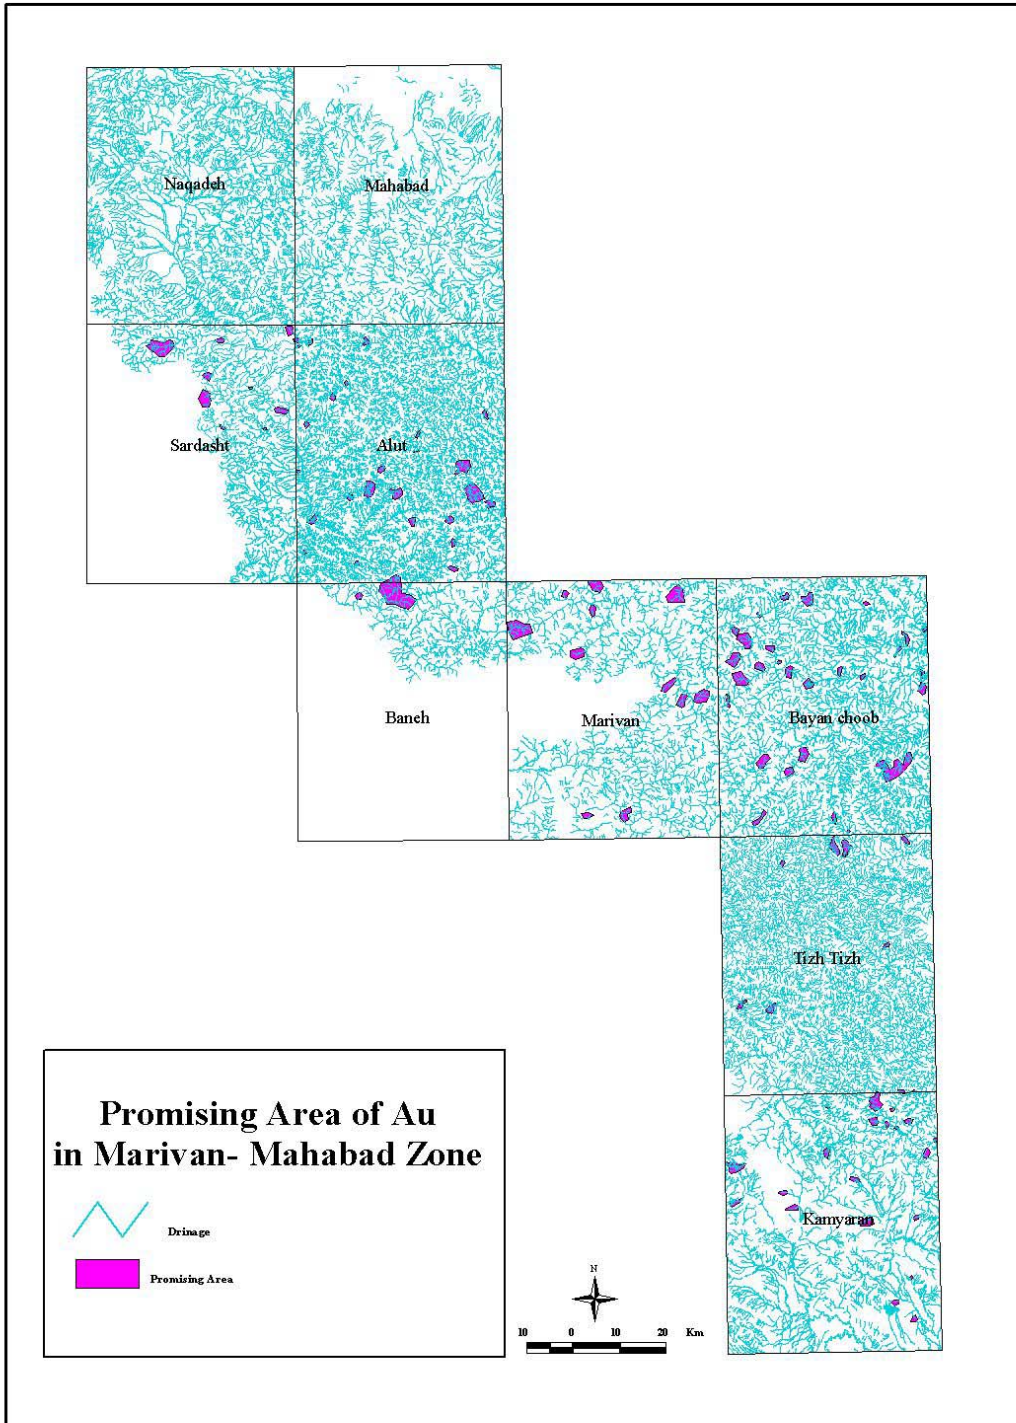 Naqadeh
Mahabad
Sardasht
Alut
Baneh
Marivan
Bayan choob
Tizh Tizh
Kamyaran
Promising Area of Au
in Marivan- Mahabad Zone
Drinage
Promising Area
N
10 0 10 20 Km